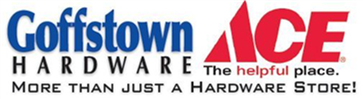 Goffstown
HARDWARE
ACE®
The helpful place.
MORE THAN JUST A HARDWARE STORE!